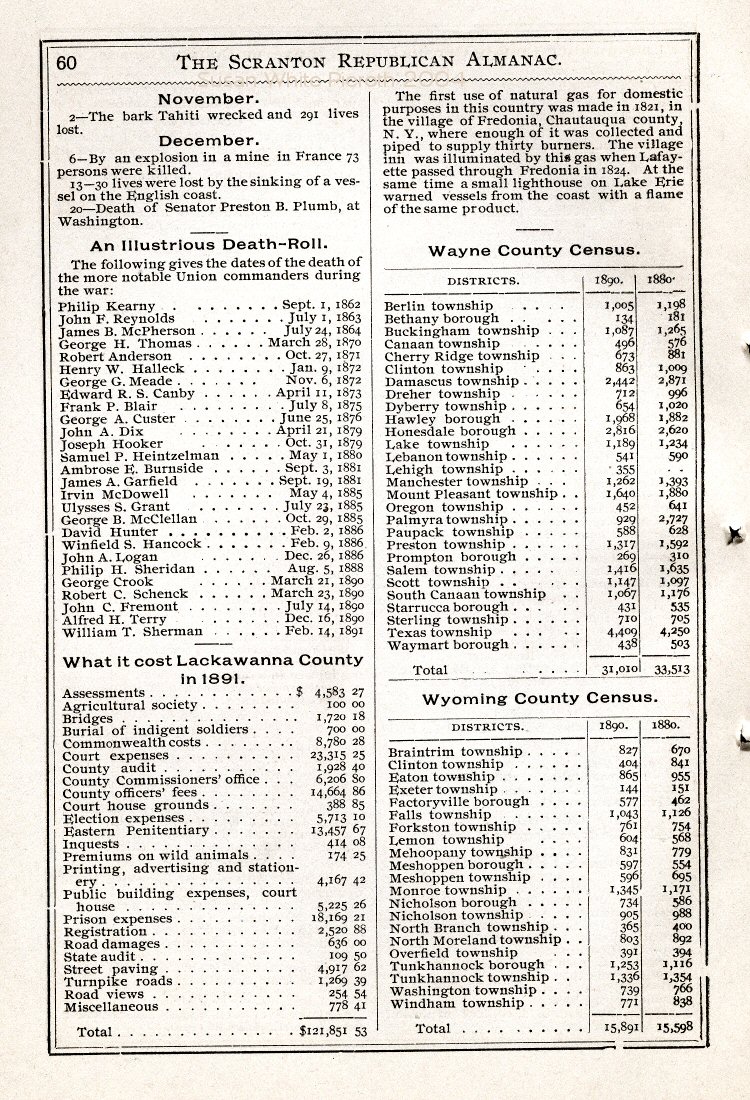 60 THE SCRANTON REPUBLICAN ALMANAC.
November.
2—The bark Tahiti wrecked and 291 lives
lost.
December.
6—By an explosion in a mine in France 73
persons were killed.
13—30 lives were lost by the sinking of a ves-
sel on the English coast.
20—Death of Senator Preston B. Plumb, at
Washington.
An Illustrious Death-Roll.
The following gives the dates of the death of
the more notable Union commanders during
the war:
Philip Kearny . . . . . . . . Sept. 1, 1862
John F. Reynolds . . . . . . . . July 1, 1863
James B. McPherson . . . . . . July 24, 1864
George H. Thomas . . . . . . . March 28, 1870
Robert Anderson . . . . . . . . Oct. 27, 1871
Henry W. Halleck . . . . . . . . Jan. 9, 1872
George G. Meade . . . . . . . . Nov. 6, 1872
Edward R. S. Canby . . . . . . April 11, 1873
Frank P. Blair . . . . . . . . July 8, 1875
George A. Custer . . . . . . . June 25, 1876
John A. Dix . . . . . . . . April 21, 1879
Joseph Hooker . . . . . . . . Oct. 31, 1879
Samuel P. Heintzelman . . . . . May 1, 1880
Ambrose E. Burnside . . . . . . Sept. 3, 1881
James A. Garfield . . . . . . . Sept. 19, 1881
Irvin McDowell . . . . . . . May 4, 1885
Ulysses S. Grant . . . . . . . July 23, 1885
George B. McClellan . . . . . . Oct. 29, 1885
David Hunter . . . . . . . . . . Feb. 2, 1886
Winfield S. Hancock . . . . . . . Feb. 9, 1886
John A. Logan . . . . . . . . Dec. 26, 1886
Philip H. Sheridan . . . . . . Aug. 5, 1888
George Crook . . . . . . March 21, 1890
Robert C. Schenck . . . . . . March 23, 1890
John C. Fremont . . . . . . . July 14, 1890
Alfred H. Terry . . . . . . . Dec. 16, 1890
William T. Sherman . . . . . . Feb. 14, 1891
What it cost Lackawanna County
in 1891.
Assessments . . . . . . . . . . . . $ 4,583 27
Agricultural society . . . . . . . . 100 00
Bridges . . . . . . . . . . . . . . 1,720 18
Burial of indigent soldiers . . . . 700 00
Commonwealth costs . . . . . . . . 8,780 28
Court expenses . . . . . . . . . . 23,315 25
County audit . . . . . . . . . . . 1,928 40
County Commissioners' office . . . 6,206 80
County officers' fees . . . . . . . 14,664 86
Court house grounds . . . . . . . . 388 85
Election expenses . . . . . . . . . 5,713 10
Eastern Penitentiary . . . . . . . 13,457 67
Inquests . . . . . . . . . . . . . 414 08
Premiums on wild animals . . . . 174 25
Printing, advertising and station-
ery . . . . . . . . . . . . . . . 4,167 42
Public building expenses, court
house . . . . . . . . . . . . . 5,225 26
Prison expenses . . . . . . . . . . 18,169 21
Registration . . . . . . . . . . . 2,520 88
Road damages . . . . . . . . . . . 636 00
State audit . . . . . . . . . . . . 109 50
Street paving . . . . . . . . . . . 4,917 62
Turnpike roads . . . . . . . . . . 1,269 39
Road views . . . . . . . . . . . . 254 54
Miscellaneous . . . . . . . . . . . 778 41
Total . . . . . . . . . . . . . . $121,851 53
The first use of natural gas for domestic
purposes in this country was made in 1821, in
the village of Fredonia, Chautauqua county,
N. Y., where enough of it was collected and
piped to supply thirty burners. The village
inn was illuminated by this gas when Lafay-
ette passed through Fredonia in 1824. At the
same time a small lighthouse on Lake Erie
warned vessels from the coast with a flame
of the same product.
Wayne County Census.
DISTRICTS. 1890. 1880.
Berlin township . . . . . . 1,005 1,198
Bethany borough . . . . . . 134 181
Buckingham township . . . 1,087 1,265
Canaan township . . . . . . 496 576
Cherry Ridge township . . . 673 881
Clinton township . . . . . 863 1,009
Damascus township . . . . . 2,442 2,871
Dreher township . . . . . 712 996
Dyberry township . . . . . 654 1,020
Hawley borough . . . . . . 1,968 1,882
Honesdale borough . . . . . 2,816 2,620
Lake township . . . . . . 1,189 1,234
Lebanon township . . . . . 541 590
Lehigh township . . . . . 355 . .
Manchester township . . . 1,262 1,393
Mount Pleasant township . . 1,640 1,880
Oregon township . . . . . 452 641
Palmyra township . . . . . 929 2,727
Paupack township . . . . . 588 628
Preston township . . . . . 1,317 1,592
Prompton borough . . . . . 269 310
Salem township . . . . . . 1,416 1,635
Scott township . . . . . . 1,147 1,097
South Canaan township . . 1,067 1,176
Starrucca borough . . . . . 431 535
Sterling township . . . . . 710 705
Texas township . . . . . . 4,409 4,250
Waymart borough . . . . . . 438 503
Total . . . . . . . 31,010 33,513
Wyoming County Census.
DISTRICTS. 1890. 1880.
Braintrim township . . . . . 827 670
Clinton township . . . . . 404 841
Eaton township . . . . . . 865 955
Exeter township . . . . . . 144 151
Factoryville borough . . . . 577 462
Falls township . . . . . . 1,043 1,126
Forkston township . . . . . 761 754
Lemon township . . . . . . 604 568
Mehoopany township . . . . 831 779
Meshoppen borough . . . . . 597 554
Meshoppen township . . . . 596 695
Monroe township . . . . . 1,345 1,171
Nicholson borough . . . . . 734 586
Nicholson township . . . . 905 988
North Branch township . . . 365 400
North Moreland township . . 803 892
Overfield township . . . . 391 394
Tunkhannock borough . . . . 1,253 1,116
Tunkhannock township . . . 1,336 1,354
Washington township . . . . 739 766
Windham township . . . . . 771 838
Total . . . . . . . . . . 15,891 15,598